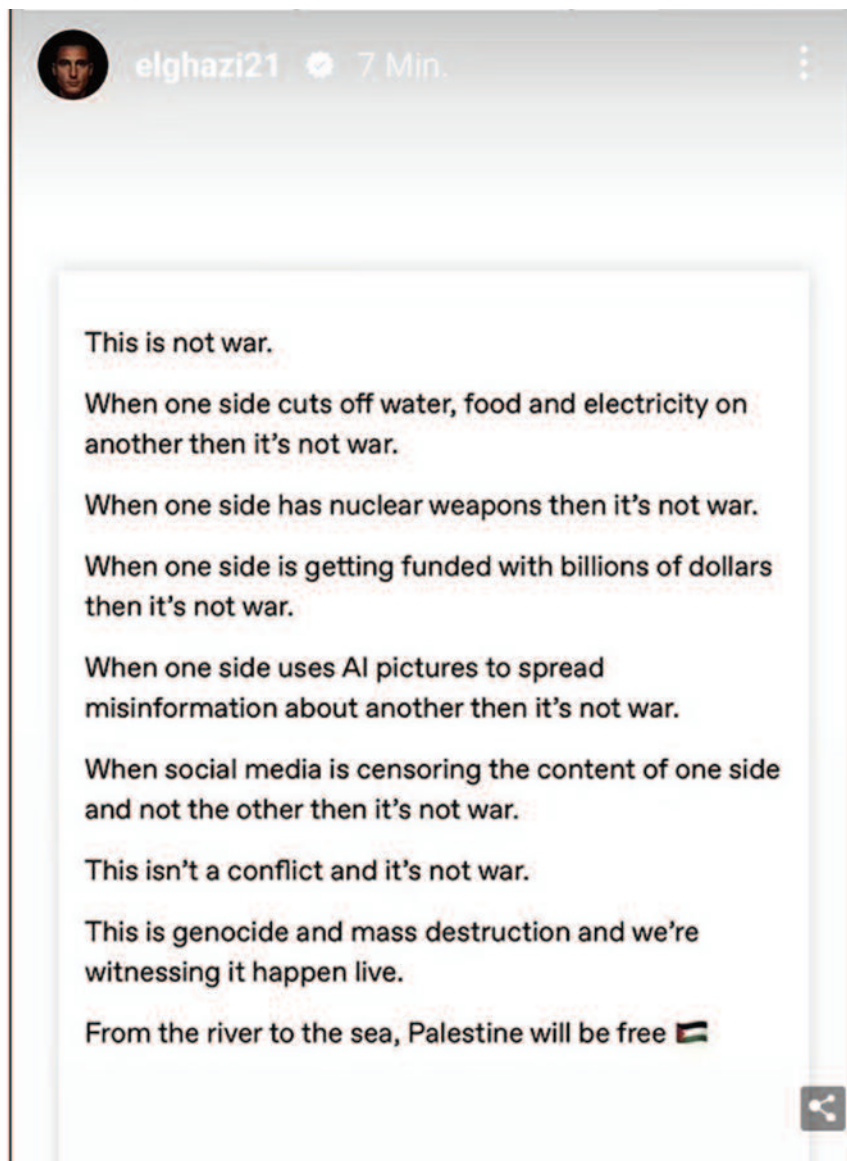 elghazi21 7 Min.
This is not war.
When one side cuts off water, food and electricity on
another then it's not war.
When one side has nuclear weapons then it's not war.
When one side is getting funded with billions of dollars
then it's not war.
When one side uses AI pictures to spread
misinformation about another then it's not war.
When social media is censoring the content of one side
and not the other then it's not war.
This isn't a conflict and it's not war.
This is genocide and mass destruction and we're
witnessing it happen live.
From the river to the sea, Palestine will be free 🇵🇸